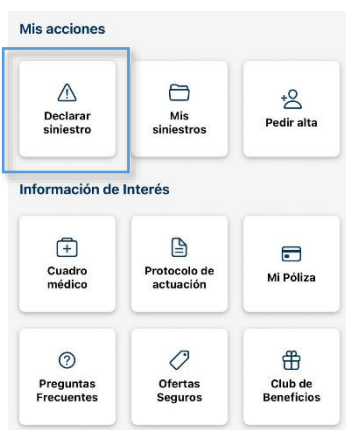 Mis acciones
Declarar
siniestro
Mis
siniestros
Pedir alta
Información de Interés
Cuadro
médico
Protocolo de
actuación
Mi Póliza
Preguntas
Frecuentes
Ofertas
Seguros
Club de
Beneficios